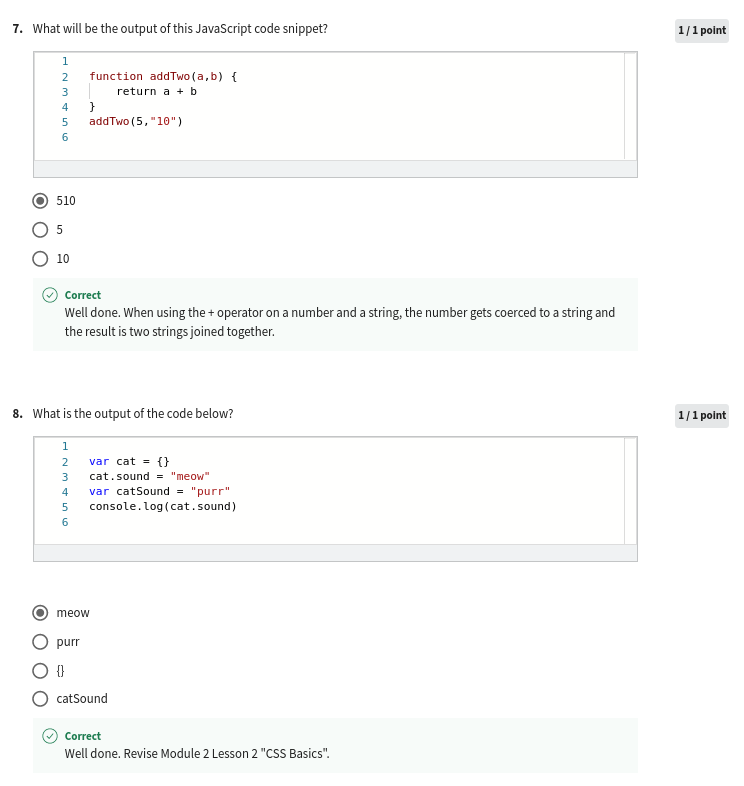 7. What will be the output of this JavaScript code snippet?
1 / 1 point
1
2 function addTwo(a,b) {
3     return a + b
4 }
5 addTwo(5,"10")
6
510
5
10
Correct
Well done. When using the + operator on a number and a string, the number gets coerced to a string and
the result is two strings joined together.
8. What is the output of the code below?
1 / 1 point
1
2 var cat = {}
3 cat.sound = "meow"
4 var catSound = "purr"
5 console.log(cat.sound)
6
meow
purr
{}
catSound
Correct
Well done. Revise Module 2 Lesson 2 "CSS Basics".